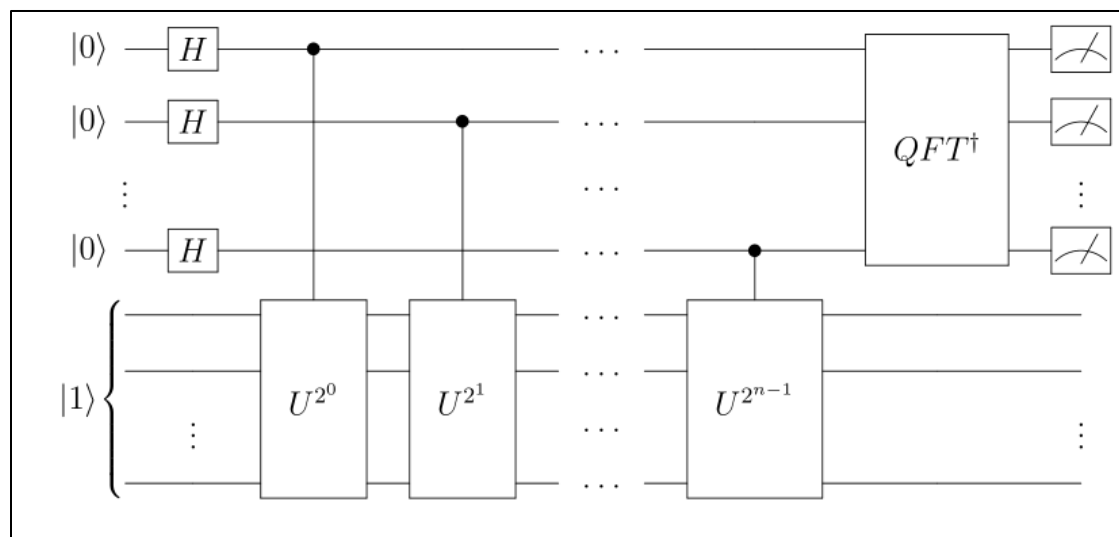 |0⟩ H ··· 
|0⟩ H ··· QFT†
⋮ ··· ⋮
|0⟩ H ···
···
···
|1⟩ U^{2^0} U^{2^1} U^{2^{n−1}}
⋮ ··· ⋮
···